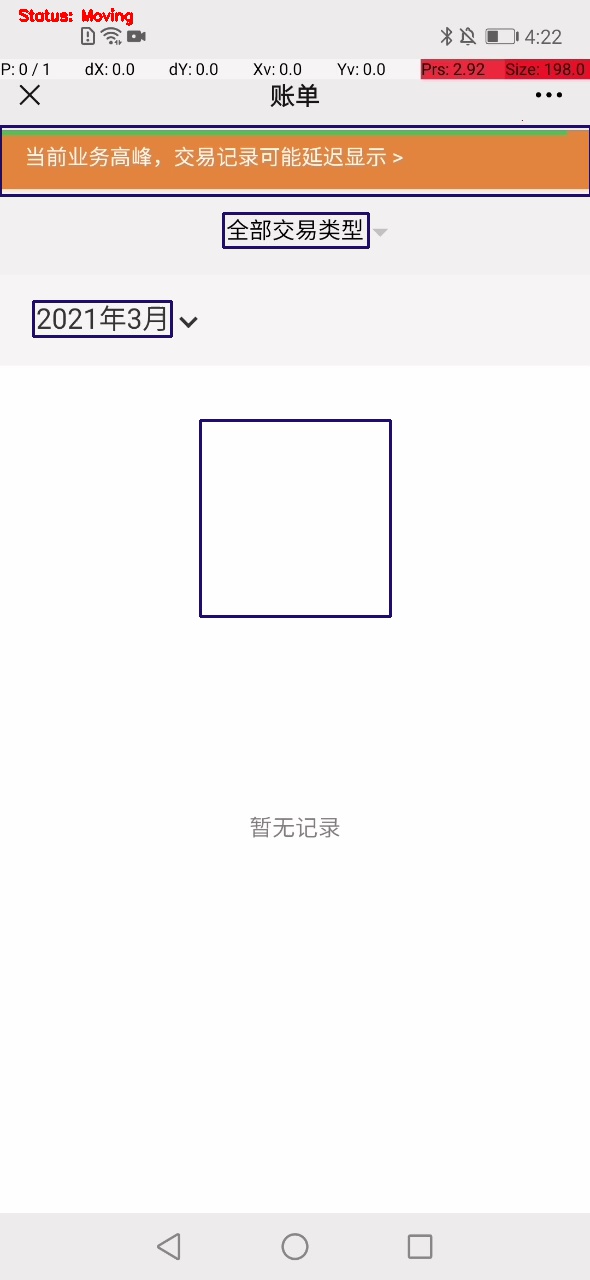 Status: Moving
4:22
P: 0 / 1 dX: 0.0 dY: 0.0 Xv: 0.0 Yv: 0.0 Prs: 2.92 Size: 198.0
账单
当前业务高峰，交易记录可能延迟显示 >
全部交易类型
2021年3月
暂无记录